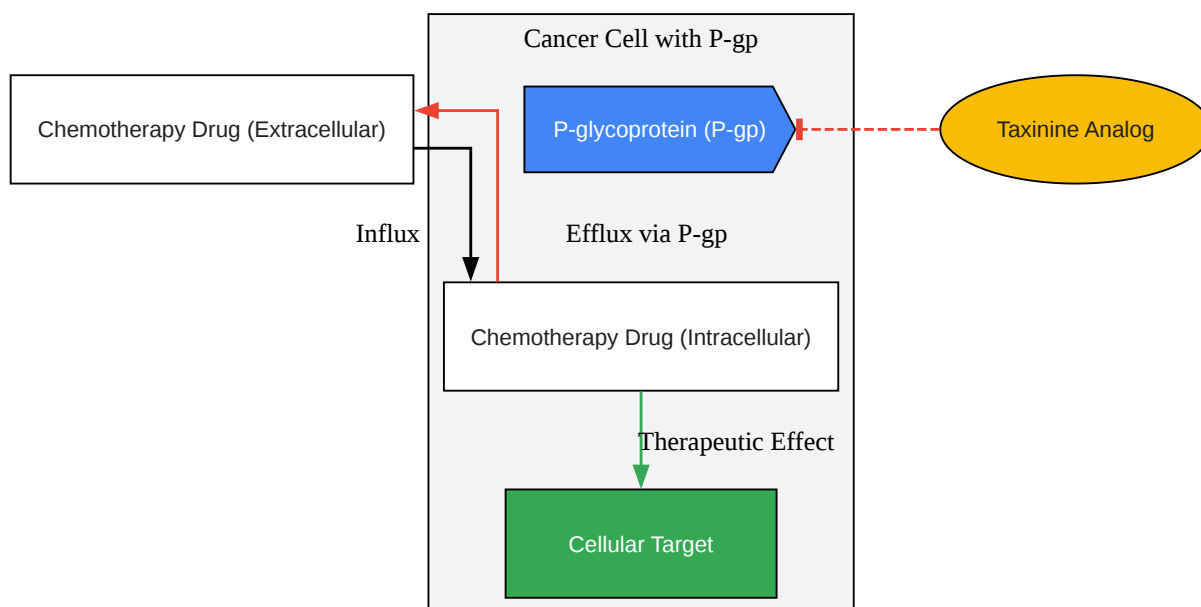 Cancer Cell with P-gp
Chemotherapy Drug (Extracellular)
P-glycoprotein (P-gp)
Taxinine Analog
Influx
Efflux via P-gp
Chemotherapy Drug (Intracellular)
Therapeutic Effect
Cellular Target